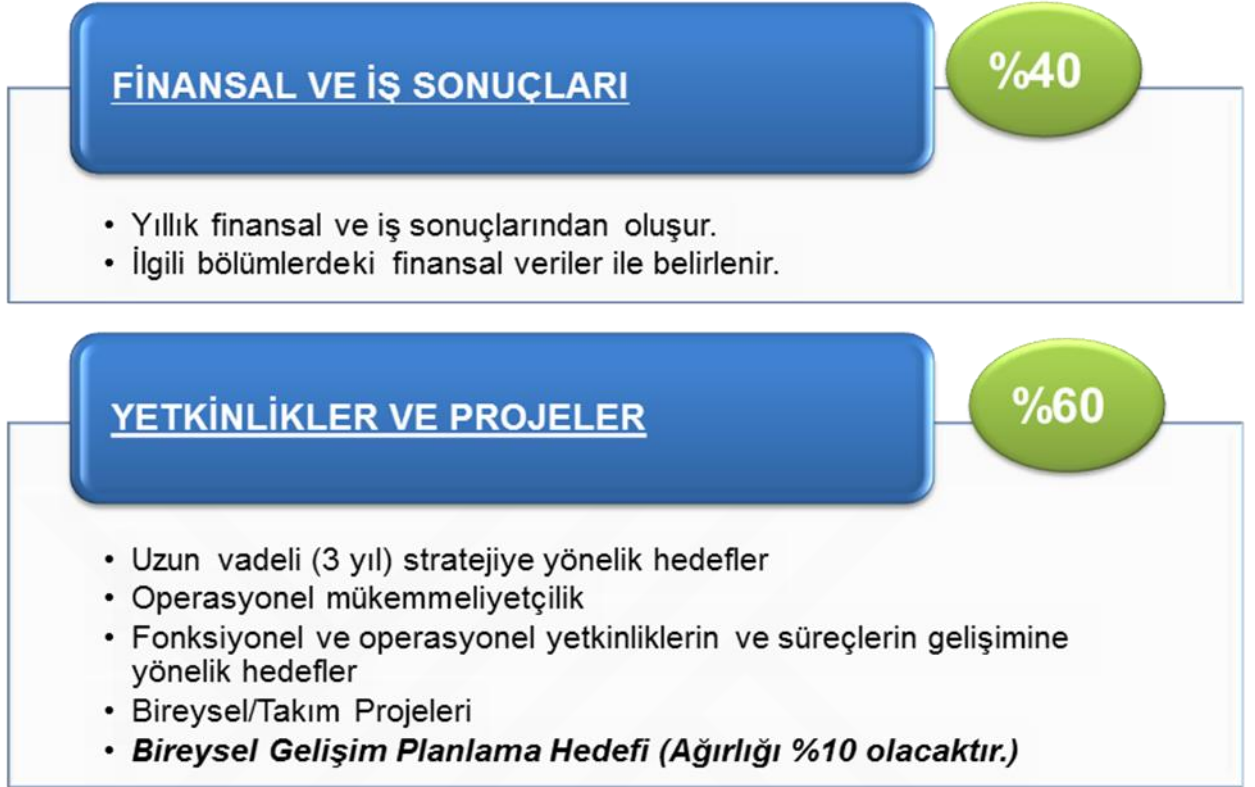 FİNANSAL VE İŞ SONUÇLARI
%40
• Yıllık finansal ve iş sonuçlarından oluşur.
• İlgili bölümlerdeki finansal veriler ile belirlenir.
YETKİNLİKLER VE PROJELER
%60
• Uzun vadeli (3 yıl) stratejiye yönelik hedefler
• Operasyonel mükemmeliyetçilik
• Fonksiyonel ve operasyonel yetkinliklerin ve süreçlerin gelişimine
yönelik hedefler
• Bireysel/Takım Projeleri
• Bireysel Gelişim Planlama Hedefi (Ağırlığı %10 olacaktır.)